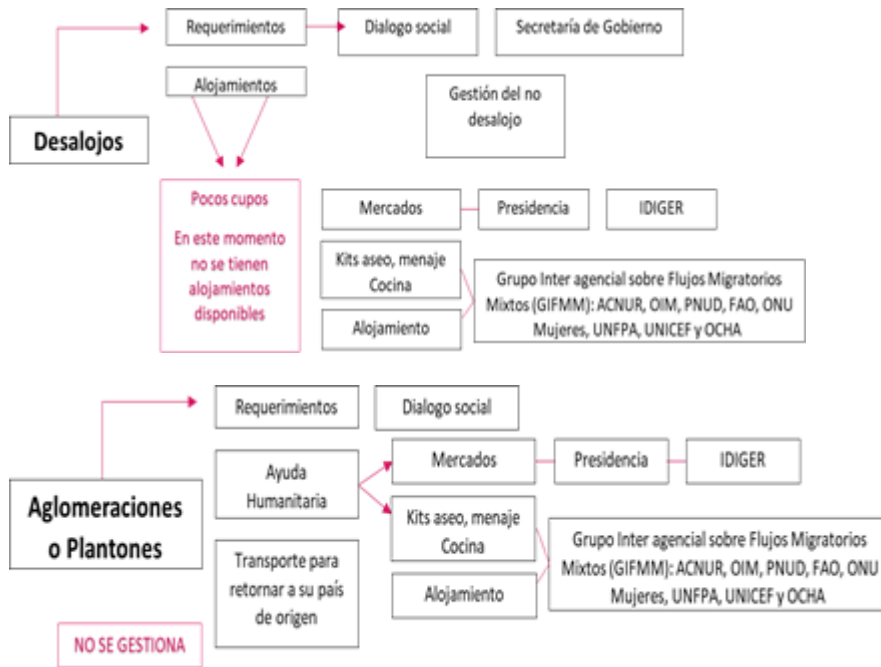 Requerimientos
Dialogo social
Secretaría de Gobierno
Alojamientos
Gestión del no
desalojo
Desalojos
Pocos cupos
En este momento
no se tienen
alojamientos
disponibles
Mercados
Presidencia
IDIGER
Kits aseo, menaje
Cocina
Alojamiento
Grupo Inter agencial sobre Flujos Migratorios
Mixtos (GIFMM): ACNUR, OIM, PNUD, FAO, ONU
Mujeres, UNFPA, UNICEF y OCHA
Requerimientos
Dialogo social
Aglomeraciones
o Plantones
Ayuda
Humanitaria
Mercados
Presidencia
IDIGER
Kits aseo, menaje
Cocina
Alojamiento
Grupo Inter agencial sobre Flujos Migratorios
Mixtos (GIFMM): ACNUR, OIM, PNUD, FAO, ONU
Mujeres, UNFPA, UNICEF y OCHA
Transporte para
retornar a su país
de origen
NO SE GESTIONA